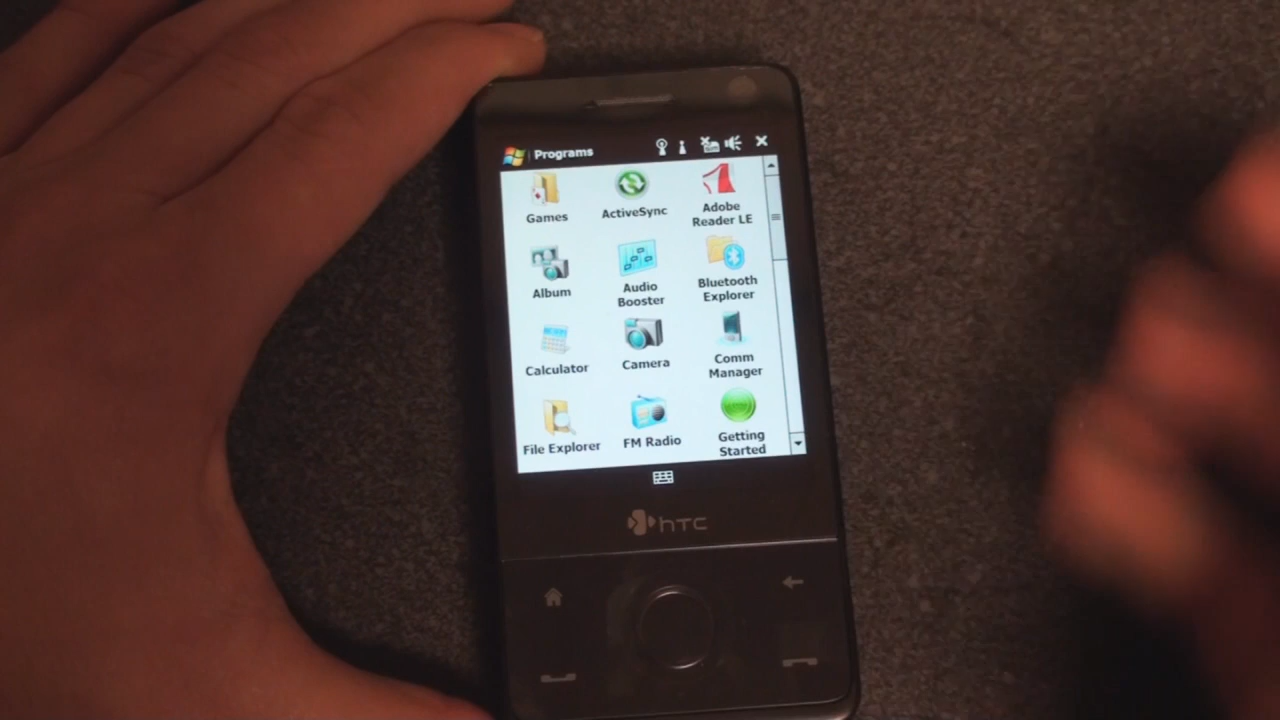 Programs
Games
ActiveSync
Adobe
Reader LE
Album
Audio
Booster
Bluetooth
Explorer
Calculator
Camera
Comm
Manager
File Explorer
FM Radio
Getting
Started
hTC